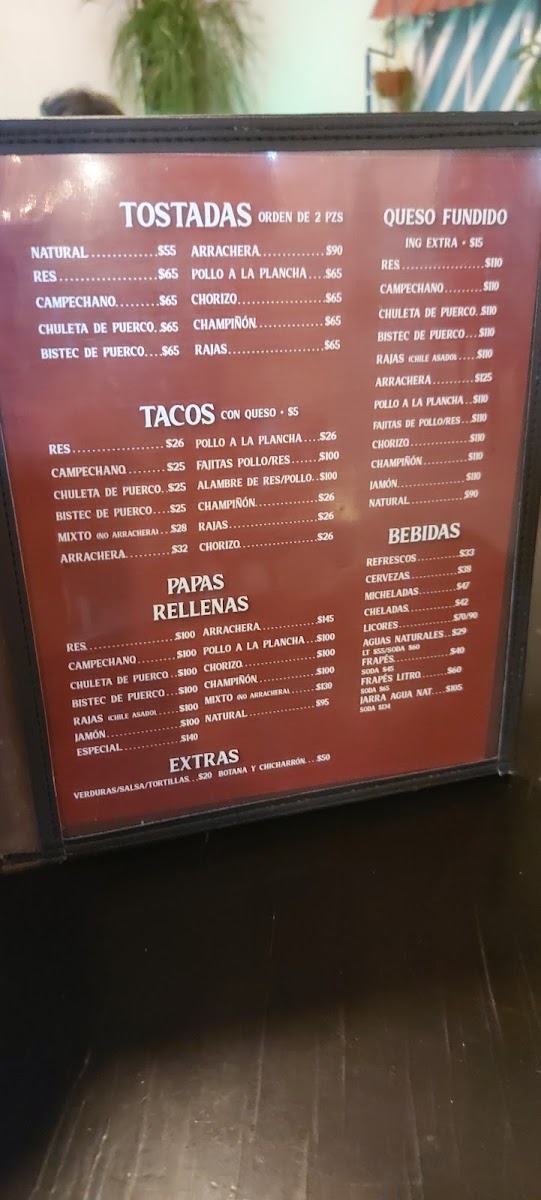 TOSTADAS ORDEN DE 2 PZS
NATURAL..............$55
RES......................$65
CAMPECHANO.........$65
CHULETA DE PUERCO.$65
BISTEC DE PUERCO....$65
ARRACHERA...............$90
POLLO A LA PLANCHA....$65
CHORIZO....................$65
CHAMPIÑÓN................$65
RAJAS......................$65
TACOS CON QUESO • $5
RES.....................$26
CAMPECHANO........$25
CHULETA DE PUERCO..$25
BISTEC DE PUERCO....$25
MIXTO (NO ARRACHERA)...$28
ARRACHERA...........$32
POLLO A LA PLANCHA....$26
FAJITAS POLLO/RES......$100
ALAMBRE DE RES/POLLO..$100
CHAMPIÑÓN...............$26
RAJAS.....................$26
CHORIZO..................$26
PAPAS
RELLENAS
RES.......................$100
CAMPECHANO..........$100
CHULETA DE PUERCO...$100
BISTEC DE PUERCO.....$100
RAJAS (CHILE ASADO).....$100
JAMÓN..................$100
ESPECIAL...............$140
ARRACHERA..............$145
POLLO A LA PLANCHA...$100
CHORIZO.................$100
CHAMPIÑÓN..............$100
MIXTO (NO ARRACHERA).....$130
NATURAL..................$95
EXTRAS
VERDURAS/SALSA/TORTILLAS...$20 BOTANA Y CHICHARRÓN...$50
QUESO FUNDIDO
ING EXTRA • $15
RES...................$110
CAMPECHANO.........$110
CHULETA DE PUERCO.$110
BISTEC DE PUERCO...$110
RAJAS (CHILE ASADO).....$110
ARRACHERA..........$125
POLLO A LA PLANCHA..$110
FAJITAS DE POLLO/RES...$110
CHORIZO...............$110
CHAMPIÑÓN...........$110
JAMÓN.................$110
NATURAL..............$90
BEBIDAS
REFRESCOS...........$33
CERVEZAS.............$38
MICHELADAS.........$47
CHELADAS............$42
LICORES...............$70/90
AGUAS NATURALES...$29
LT $55/SODA $60
FRAPÉS...............$40
SODA $45
FRAPÉS LITRO.......$60
SODA $65
JARRA AGUA NAT....$105
SODA $134